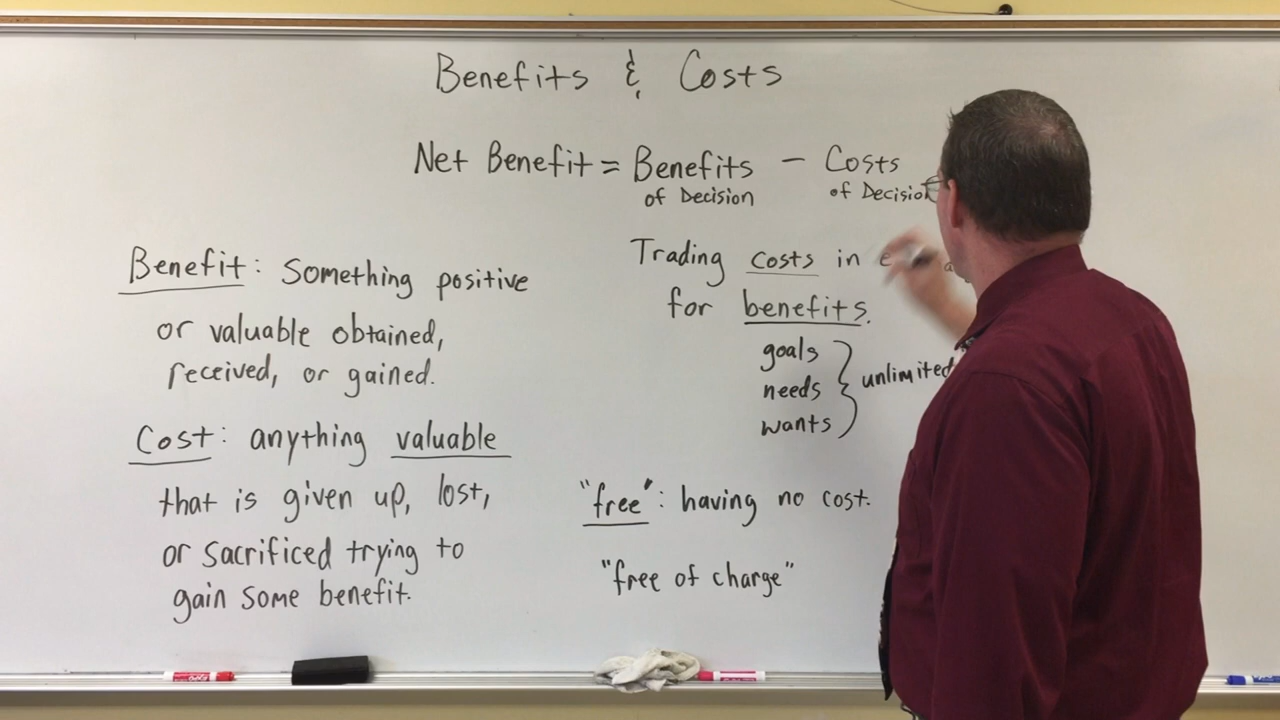 Benefits & Costs
Net Benefit = Benefits - Costs
of Decision of Decision
Benefit: Something positive
or valuable obtained,
received, or gained.
Cost: anything valuable
that is given up, lost,
or sacrificed trying to
gain some benefit.
Trading costs in
for benefits.
goals
needs
wants
unlimited
"free": having no cost.
"free of charge"